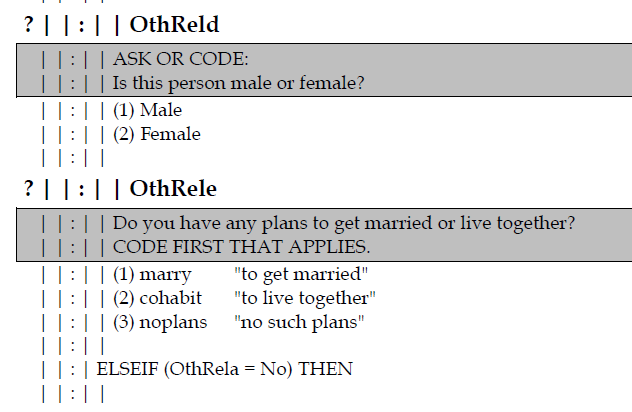 ? | | : | | OthReld
| | : | | ASK OR CODE:
| | : | | Is this person male or female?
| | : | | (1) Male
| | : | | (2) Female
| | : | |
? | | : | | OthRele
| | : | | Do you have any plans to get married or live together?
| | : | | CODE FIRST THAT APPLIES.
| | : | | (1) marry "to get married"
| | : | | (2) cohabit "to live together"
| | : | | (3) noplans "no such plans"
| | : | |
| | : | ELSEIF (OthRela = No) THEN
| | : | |